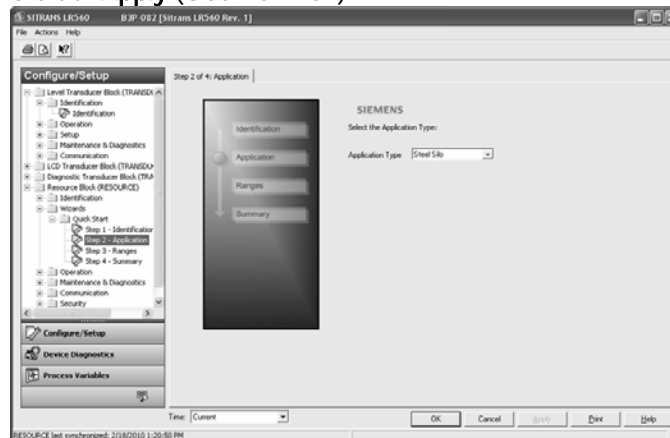 SITRANS LR560 BJP-082 [Sitrans LR560 Rev. 1]
File Actions Help
Configure/Setup
Level Transducer Block (TRANSDU
Identification
Identification
Operation
Setup
Maintenance & Diagnostics
Communication
LCD Transducer Block (TRANSDU
Diagnostic Transducer Block (TRA
Resource Block (RESOURCE)
Identification
Wizards
Quick Start
Step 1 - Identification
Step 2 - Application
Step 3 - Ranges
Step 4 - Summary
Operation
Maintenance & Diagnostics
Communication
Security
Configure/Setup
Device Diagnostics
Process Variables
Step 2 of 4: Application
Identification
Application
Ranges
Summary
SIEMENS
Select the Application Type:
Application Type Steel Silo
Time: Current
OK Cancel Apply Print Help
RESOURCE last synchronized: 2/18/2010 1:20:50 PM